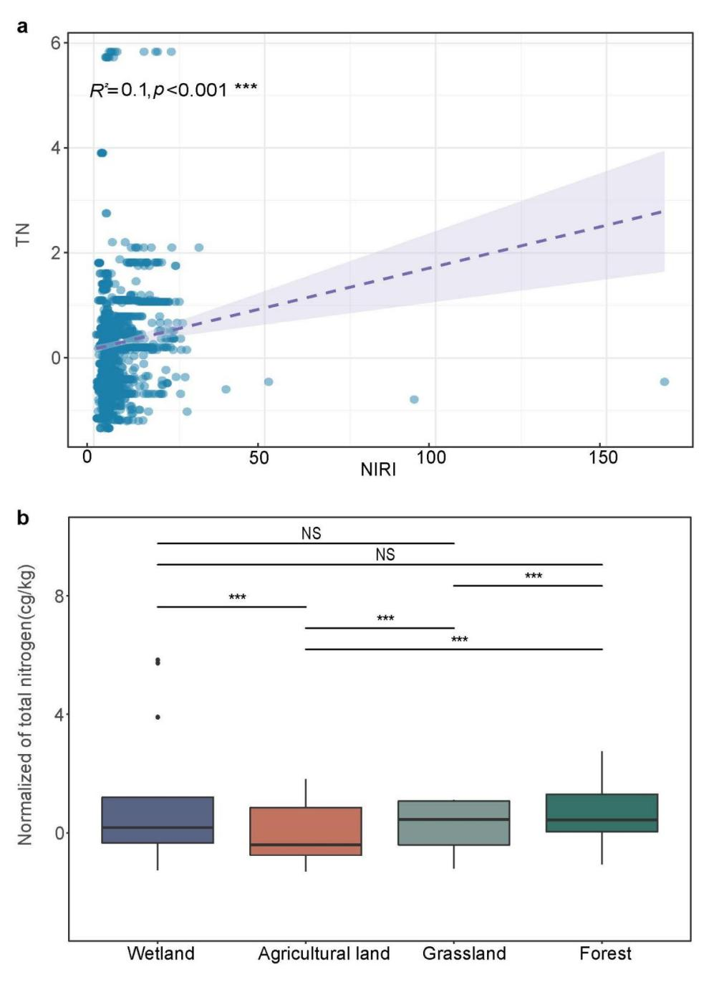 a
6
R²=0.1,p<0.001 ***
4
TN
2
0
0 50 100 150
NIRI
b
NS
NS
***
8
***
***
***
Normalized of total nitrogen(cg/kg)
4
0
Wetland Agricultural land Grassland Forest